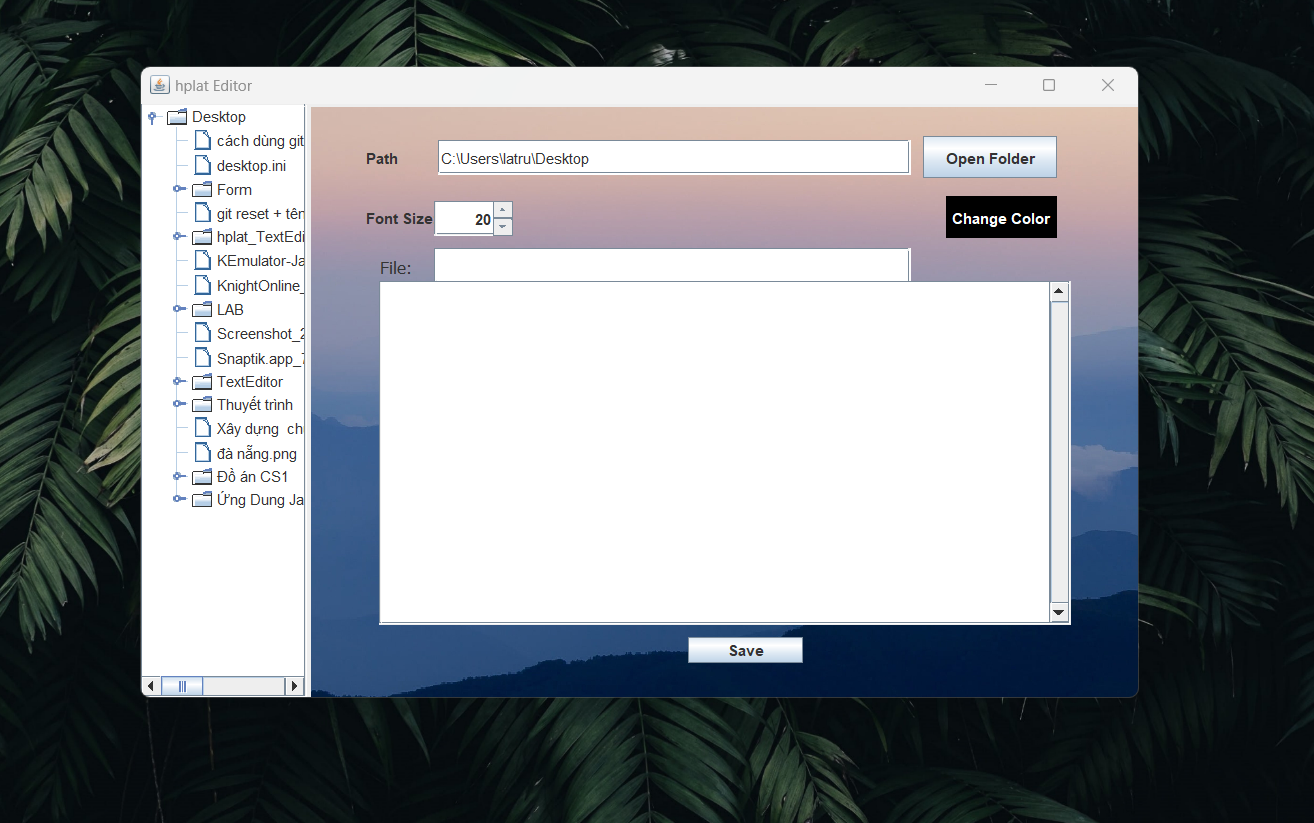 hplat Editor
Desktop
cách dùng git
desktop.ini
Form
git reset + tên
hplat_TextEdi
KEmulator-Ja
KnightOnline_
LAB
Screenshot_2
Snaptik.app_7
TextEditor
Thuyết trình
Xây dựng  ch
đà nẵng.png
Đồ án CS1
Ứng Dung Ja
Path
C:\Users\latru\Desktop
Open Folder
Font Size
20
Change Color
File:
Save